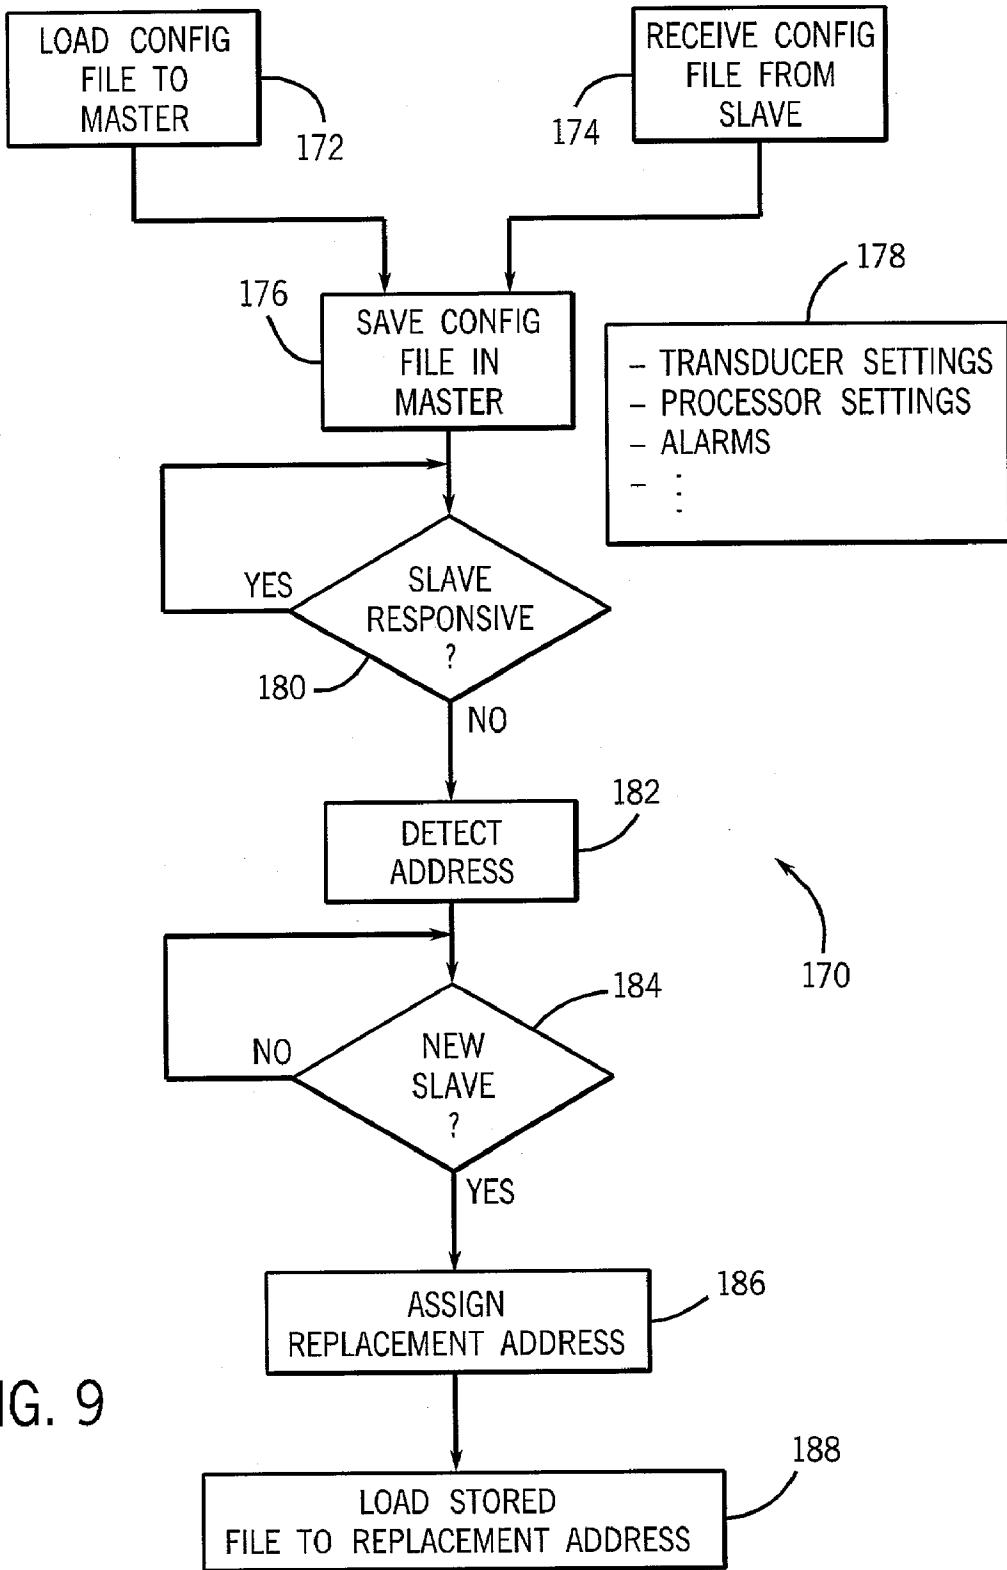 LOAD CONFIG
FILE TO
MASTER
172
RECEIVE CONFIG
FILE FROM
SLAVE
174
176
SAVE CONFIG
FILE IN
MASTER
178
– TRANSDUCER SETTINGS
– PROCESSOR SETTINGS
– ALARMS
– ⋮
YES
SLAVE
RESPONSIVE
?
180
NO
182
DETECT
ADDRESS
170
184
NO
NEW
SLAVE
?
YES
186
ASSIGN
REPLACEMENT ADDRESS
IG. 9
188
LOAD STORED
FILE TO REPLACEMENT ADDRESS